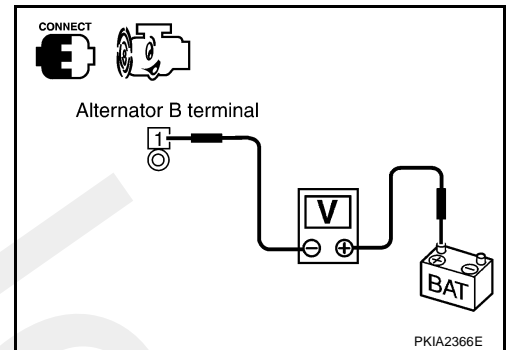 CONNECT
Alternator B terminal
1
V
− +
+ −
BAT
PKIA2366E